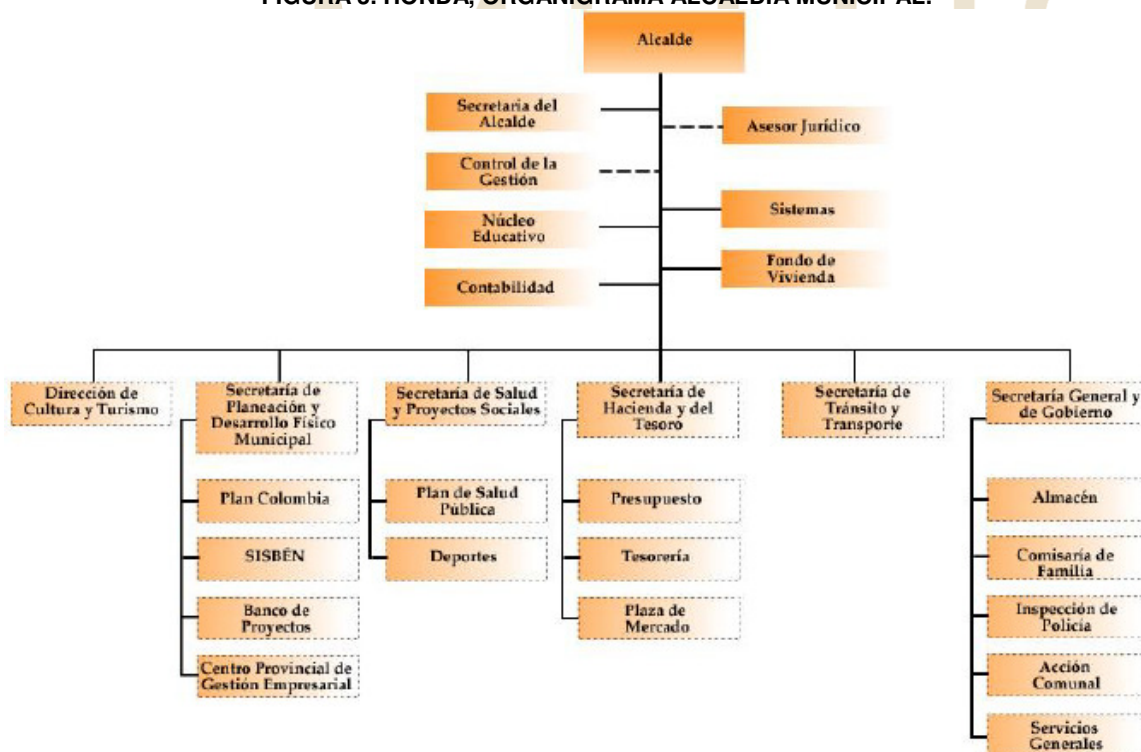 FIGURA 3. HONDA, ORGANIGRAMA ALCALDÍA MUNICIPAL.
Alcalde
Secretaria del
Alcalde
Asesor Jurídico
Control de la
Gestión
Sistemas
Núcleo
Educativo
Fondo de
Vivienda
Contabilidad
Dirección de
Cultura y Turismo
Secretaría de
Planeación y
Desarrollo Físico
Municipal
Secretaría de Salud
y Proyectos Sociales
Secretaría de
Hacienda y del
Tesoro
Secretaría de
Tránsito y
Transporte
Secretaría General y
de Gobierno
Plan Colombia
SISBÉN
Banco de
Proyectos
Centro Provincial de
Gestión Empresarial
Plan de Salud
Pública
Deportes
Presupuesto
Tesorería
Plaza de
Mercado
Almacén
Comisaría de
Familia
Inspección de
Policía
Acción
Comunal
Servicios
Generales